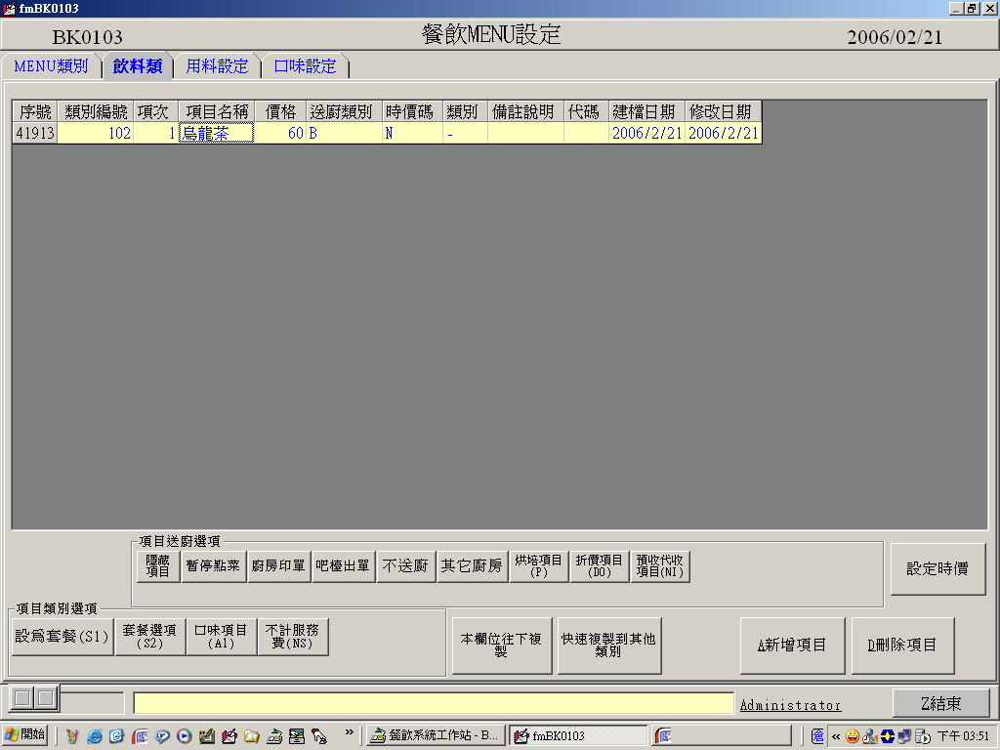 fmBK0103
BK0103 餐飲MENU設定 2006/02/21
MENU類別 飲料類 用料設定 口味設定
序號 類別編號 項次 項目名稱 價格 送廚類別 時價碼 類別 備註說明 代碼 建檔日期 修改日期
41913 102 1 烏龍茶 60 B N - 2006/2/21 2006/2/21
項目送廚選項
隱藏
項目
暫停點菜 廚房印單 吧檯出單 不送廚 其它廚房
烘培項目
(P)
折價項目
(DO)
預收代收
項目(NI)
設定時價
項目類別選項
設為套餐(S1)
套餐選項
(S2)
口味項目
(A1)
不計服務
費(NS)
本欄位往下複
製
快速複製到其他
類別
A新增項目 D刪除項目
Administrator Z結束
開始 » 餐飲系統工作站 - B... fmBK0103 « 下午 03:51